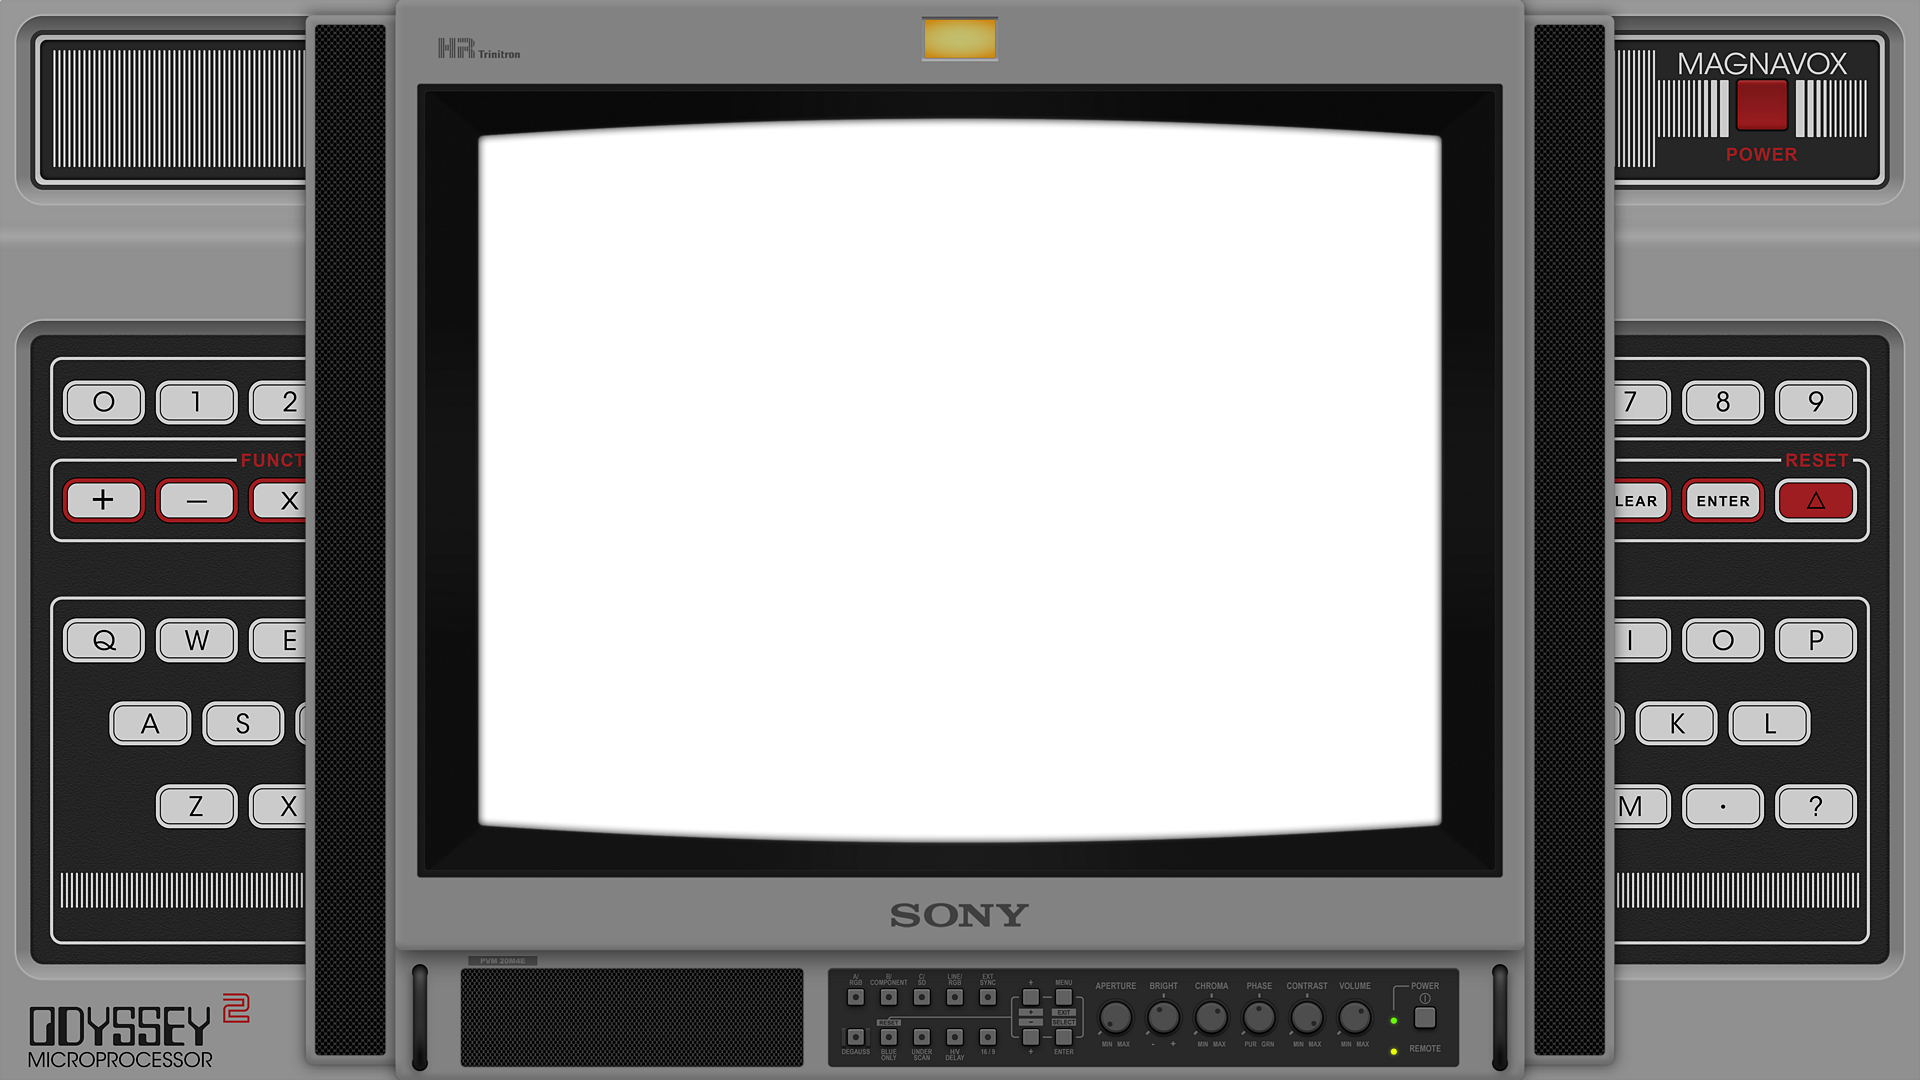 HR Trinitron
MAGNAVOX
POWER
0 1 2
7 8 9
FUNCT
RESET
+ − X
LEAR ENTER △
Q W E
I O P
A S
K L
Z X
M . ?
SONY
PVM 20M4E
A/ RGB
B/ COMPONENT
C/ SD
LINE/ RGB
EXT SYNC
+
MENU
APERTURE
BRIGHT
CHROMA
PHASE
CONTRAST
VOLUME
POWER
RESET
+
−
EXIT
SELECT
DEGAUSS
BLUE ONLY
UNDER SCAN
H/V DELAY
16 / 9
+
ENTER
MIN MAX
- +
MIN MAX
PUR GRN
MIN MAX
MIN MAX
REMOTE
ODYSSEY 2
MICROPROCESSOR